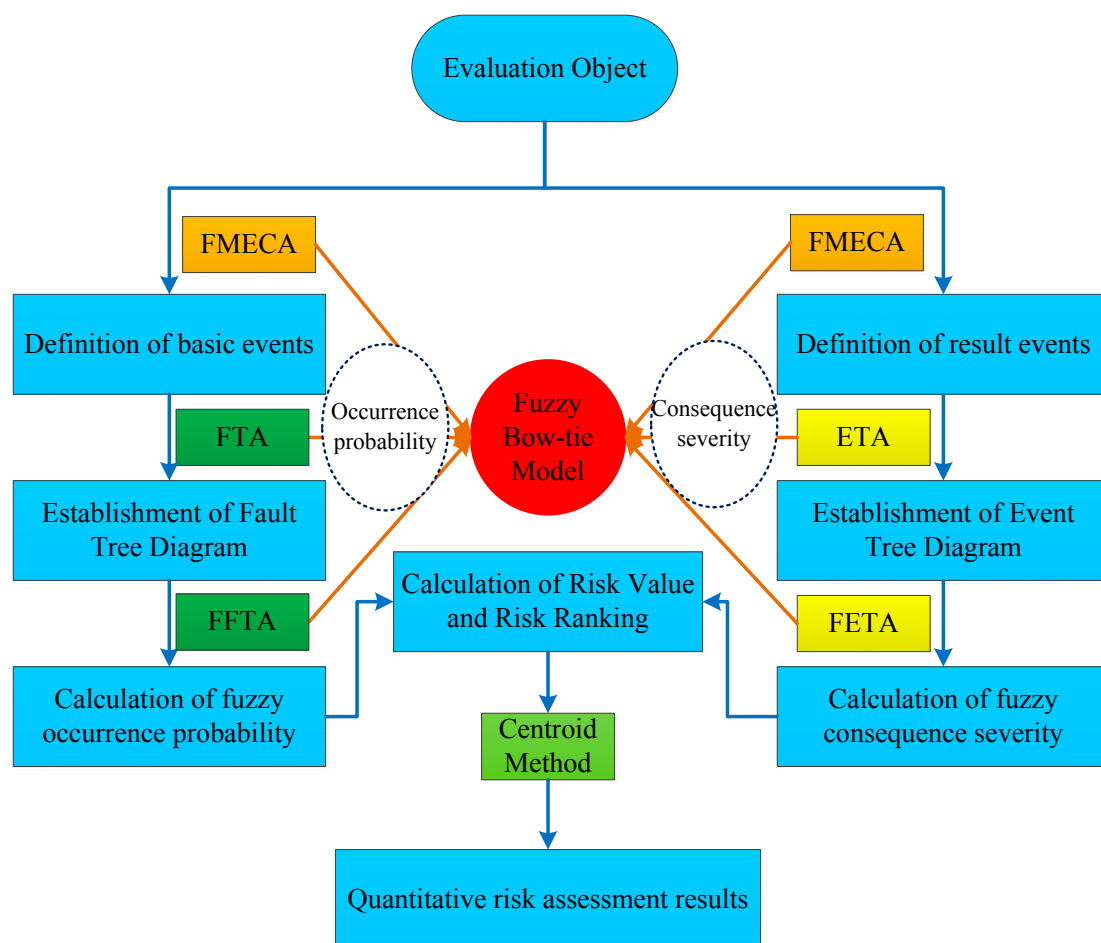 Evaluation Object
FMECA
FMECA
Definition of basic events
Definition of result events
Occurrence
probability
Fuzzy
Bow-tie
Model
Consequence
severity
FTA
ETA
Establishment of Fault
Tree Diagram
Establishment of Event
Tree Diagram
Calculation of Risk Value
and Risk Ranking
FFTA
FETA
Calculation of fuzzy
occurrence probability
Calculation of fuzzy
consequence severity
Centroid
Method
Quantitative risk assessment results